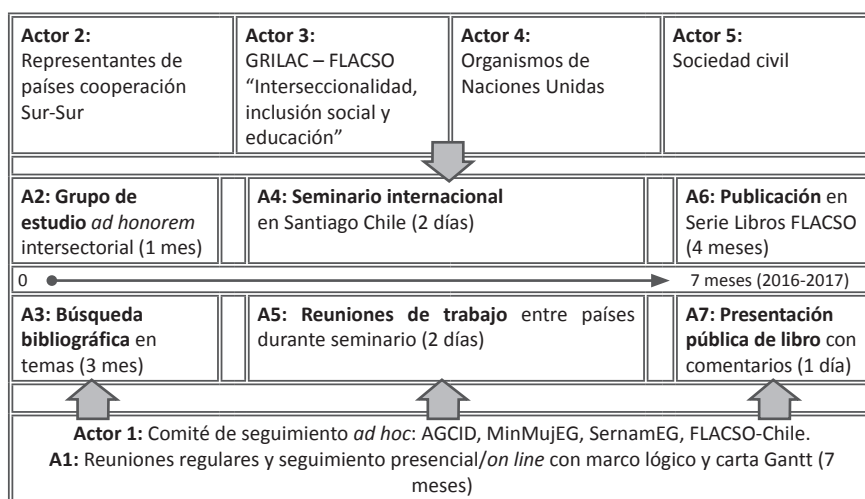 Actor 2:
Representantes de
países cooperación
Sur-Sur
Actor 3:
GRILAC – FLACSO
“Interseccionalidad,
inclusión social y
educación”
Actor 4:
Organismos de
Naciones Unidas
Actor 5:
Sociedad civil
A2: Grupo de
estudio ad honorem
intersectorial (1 mes)
A4: Seminario internacional
en Santiago Chile (2 días)
A6: Publicación en
Serie Libros FLACSO
(4 meses)
0
7 meses (2016-2017)
A3: Búsqueda
bibliográfica en
temas (3 mes)
A5: Reuniones de trabajo entre países
durante seminario (2 días)
A7: Presentación
pública de libro con
comentarios (1 día)
Actor 1: Comité de seguimiento ad hoc: AGCID, MinMujEG, SernamEG, FLACSO-Chile.
A1: Reuniones regulares y seguimiento presencial/on line con marco lógico y carta Gantt (7
meses)